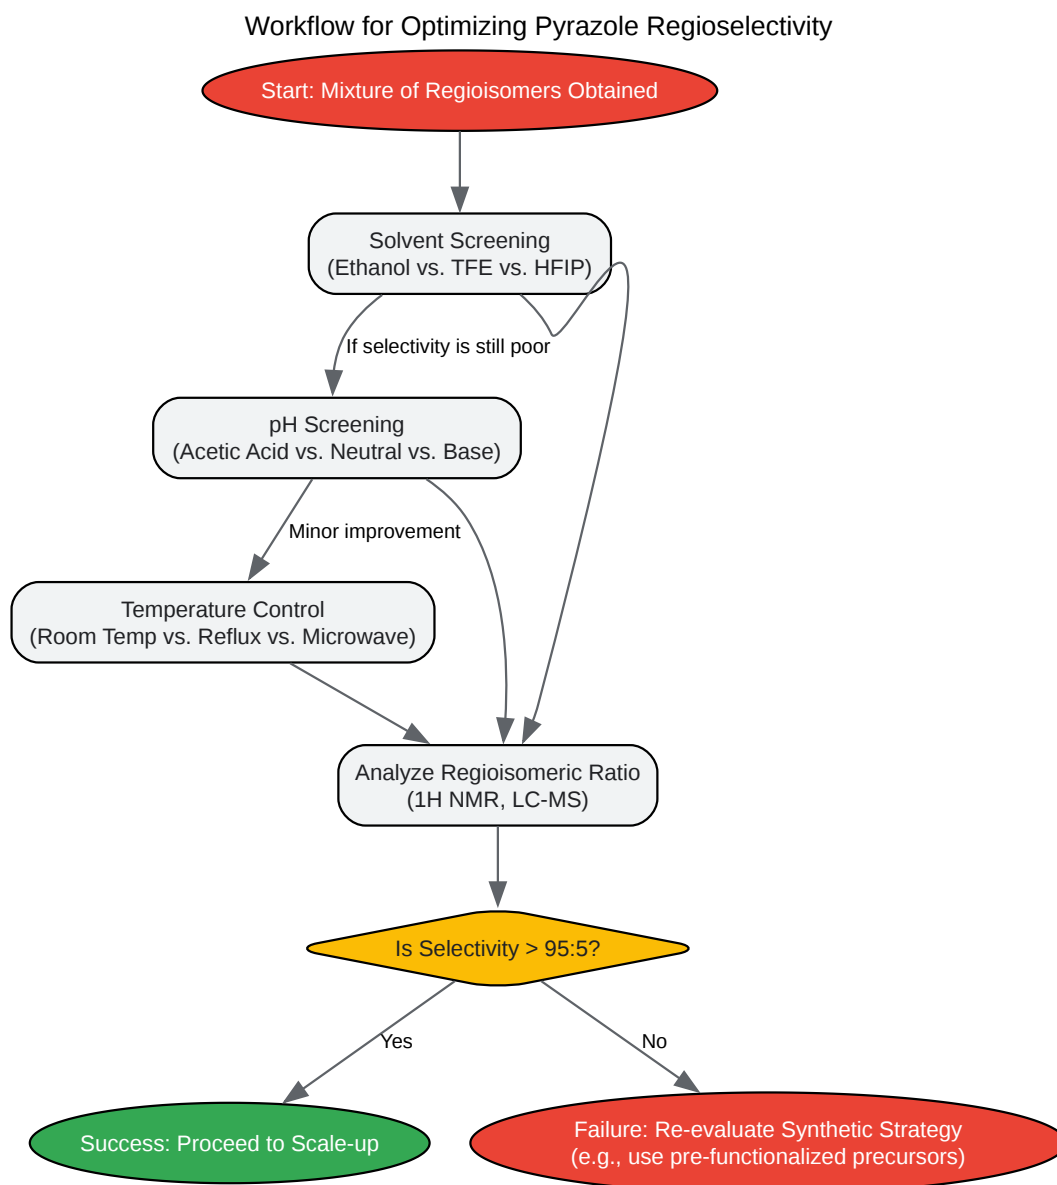 Workflow for Optimizing Pyrazole Regioselectivity
Start: Mixture of Regioisomers Obtained
Solvent Screening
(Ethanol vs. TFE vs. HFIP)
If selectivity is still poor
pH Screening
(Acetic Acid vs. Neutral vs. Base)
Minor improvement
Temperature Control
(Room Temp vs. Reflux vs. Microwave)
Analyze Regioisomeric Ratio
(1H NMR, LC-MS)
Is Selectivity > 95:5?
Yes
No
Success: Proceed to Scale-up
Failure: Re-evaluate Synthetic Strategy
(e.g., use pre-functionalized precursors)